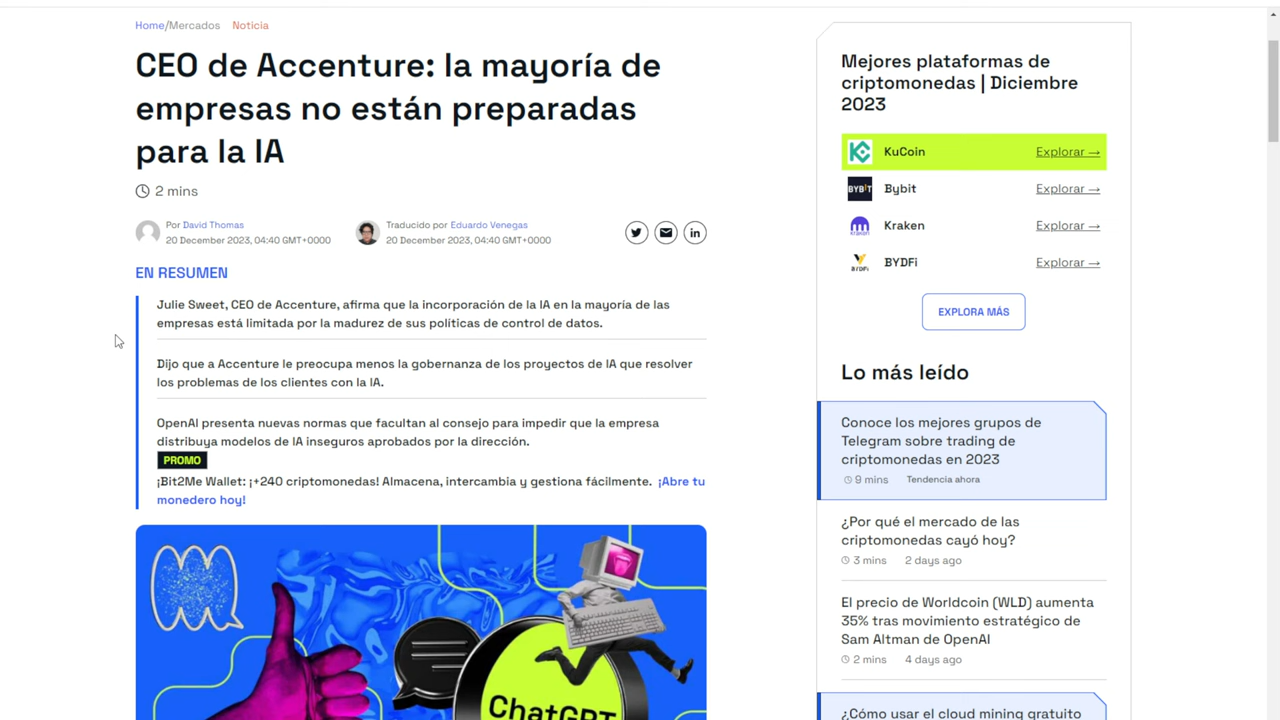 Home/Mercados Noticia
CEO de Accenture: la mayoría de
empresas no están preparadas
para la IA
2 mins
Por David Thomas
20 December 2023, 04:40 GMT+0000
Traducido por Eduardo Venegas
20 December 2023, 04:40 GMT+0000
EN RESUMEN
Julie Sweet, CEO de Accenture, afirma que la incorporación de la IA en la mayoría de las
empresas está limitada por la madurez de sus políticas de control de datos.
Dijo que a Accenture le preocupa menos la gobernanza de los proyectos de IA que resolver
los problemas de los clientes con la IA.
OpenAI presenta nuevas normas que facultan al consejo para impedir que la empresa
distribuya modelos de IA inseguros aprobados por la dirección.
PROMO
¡Bit2Me Wallet: ¡+240 criptomonedas! Almacena, intercambia y gestiona fácilmente. ¡Abre tu
monedero hoy!
ChatGPT
Mejores plataformas de
criptomonedas | Diciembre
2023
KuCoin Explorar →
BYBIT Bybit Explorar →
KRAKEN Kraken Explorar →
BYDFi BYDFi Explorar →
EXPLORA MÁS
Lo más leído
Conoce los mejores grupos de
Telegram sobre trading de
criptomonedas en 2023
9 mins Tendencia ahora
¿Por qué el mercado de las
criptomonedas cayó hoy?
3 mins 2 days ago
El precio de Worldcoin (WLD) aumenta
35% tras movimiento estratégico de
Sam Altman de OpenAI
2 mins 4 days ago
¿Cómo usar el cloud mining gratuito